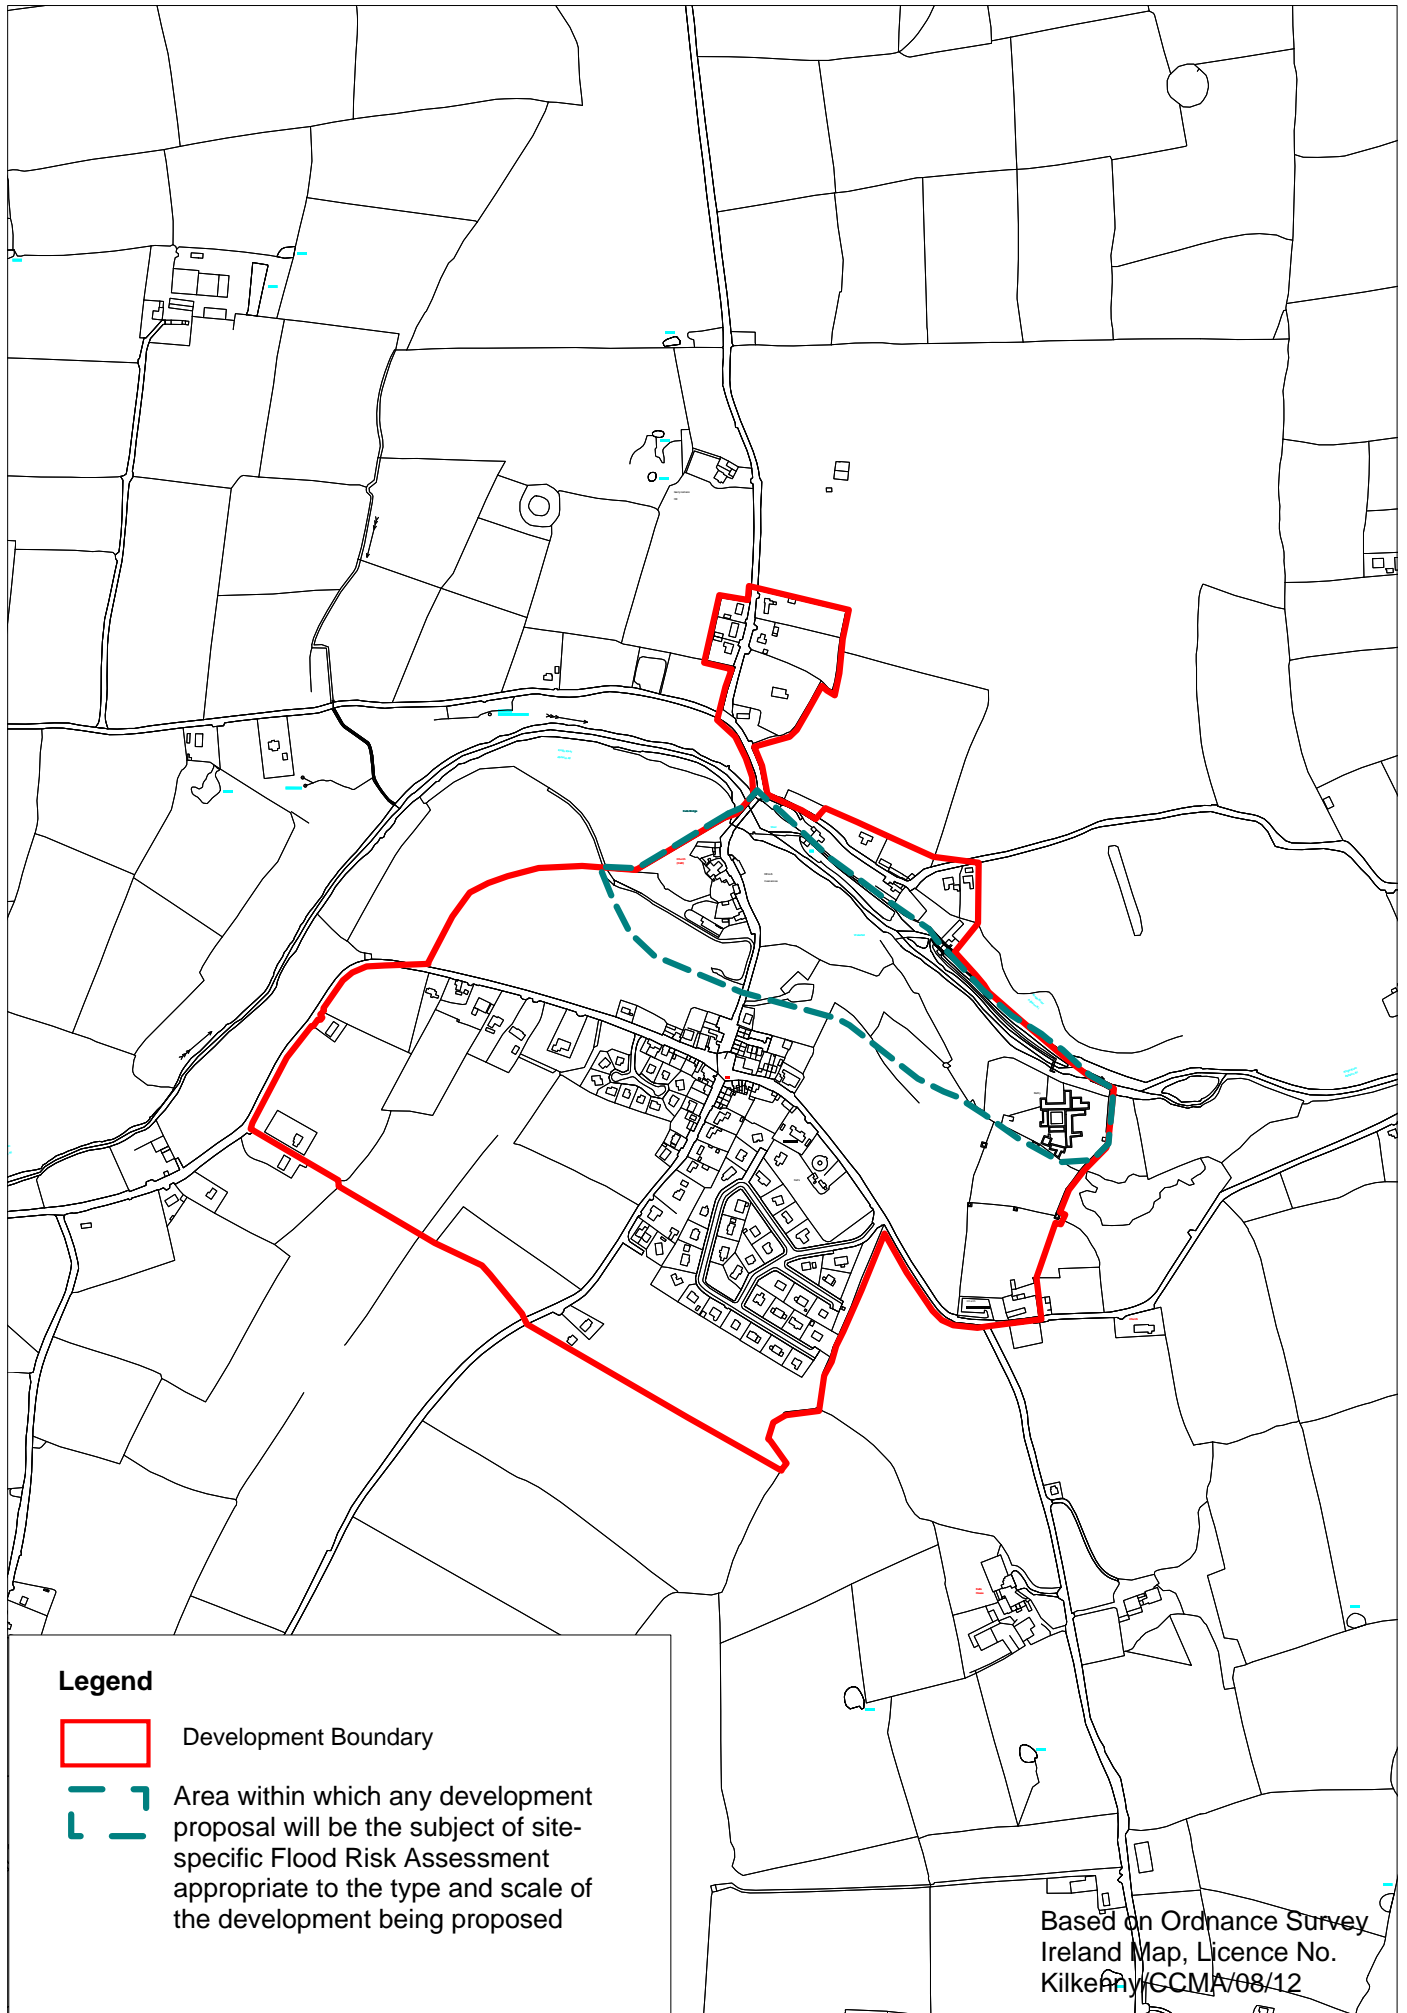 Legend
Development Boundary
Area within which any development
proposal will be the subject of site-
specific Flood Risk Assessment
appropriate to the type and scale of
the development being proposed
Based on Ordnance Survey
Ireland Map, Licence No.
Kilkenny/CCMA/08/12